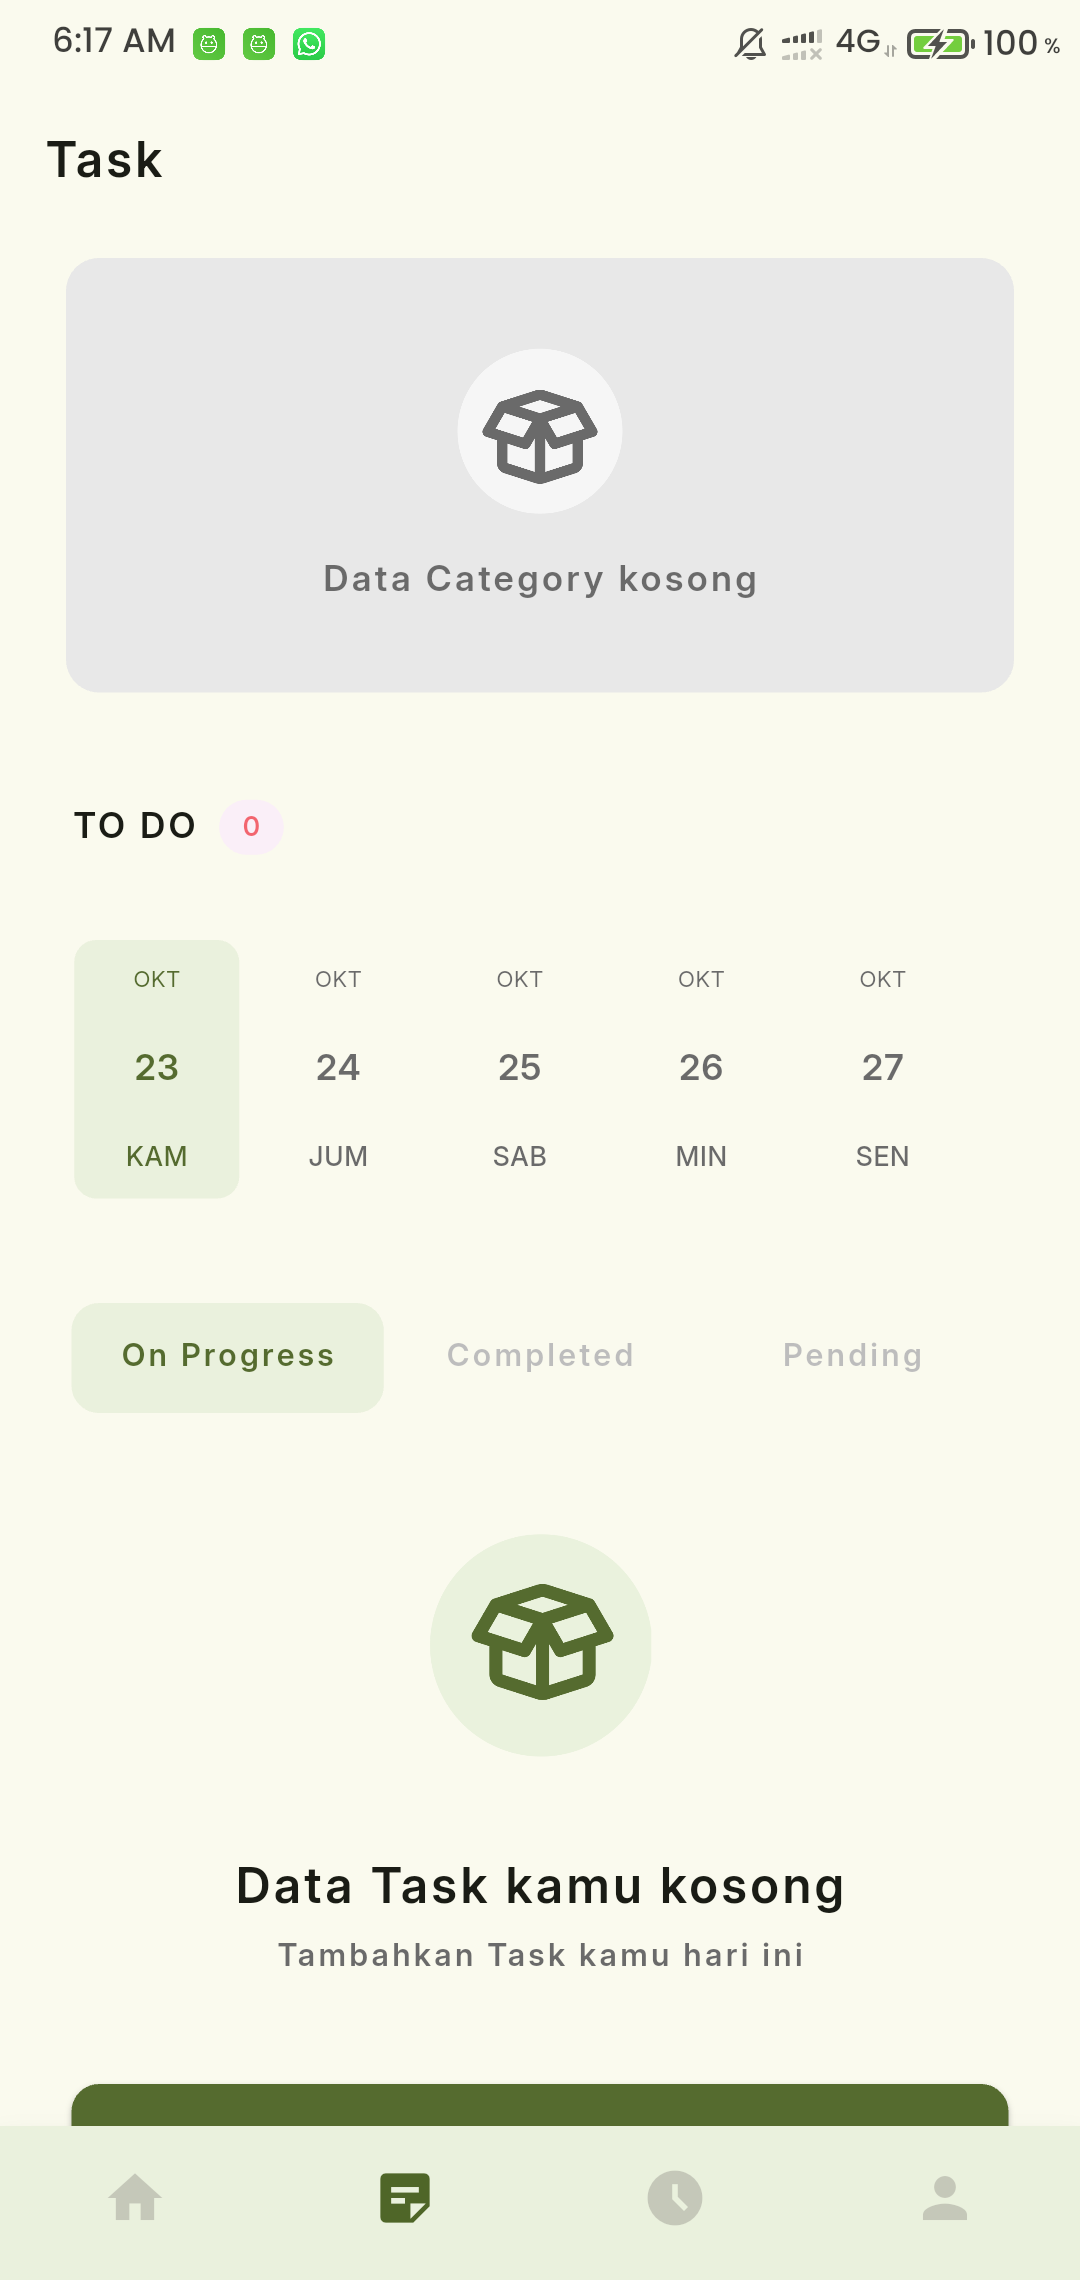 6:17 AM 4G 100 %
Task
Data Category kosong
TO DO 0
OKT OKT OKT OKT OKT
23 24 25 26 27
KAM JUM SAB MIN SEN
On Progress Completed Pending
Data Task kamu kosong
Tambahkan Task kamu hari ini